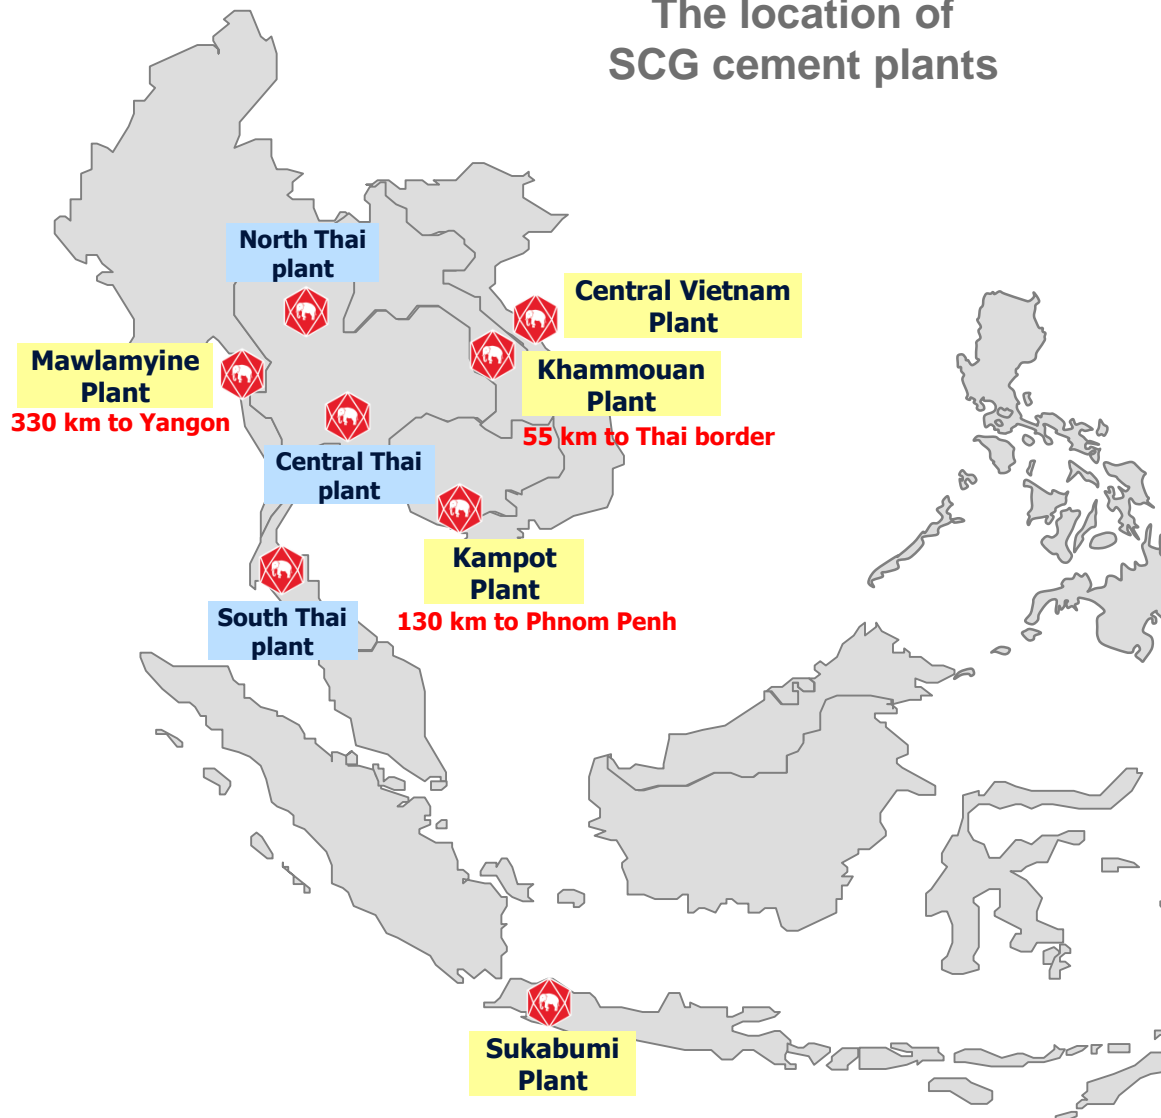 The location of
SCG cement plants
North Thai
plant
Central Vietnam
Plant
Mawlamyine
Plant
330 km to Yangon
Khammouan
Plant
55 km to Thai border
Central Thai
plant
Kampot
Plant
130 km to Phnom Penh
South Thai
plant
Sukabumi
Plant